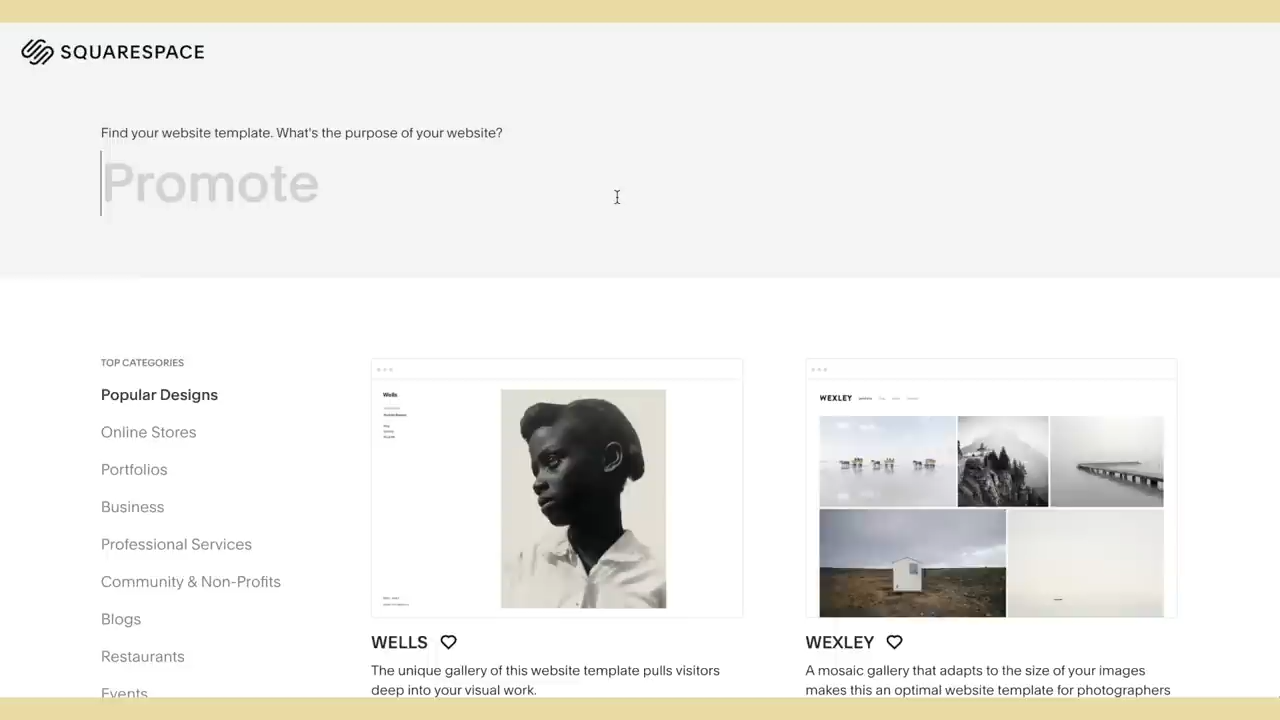 SQUARESPACE
Find your website template. What's the purpose of your website?
Promote
TOP CATEGORIES
Popular Designs
Online Stores
Portfolios
Business
Professional Services
Community & Non-Profits
Blogs
Restaurants
Events
Wells
WELLS
The unique gallery of this website template pulls visitors
deep into your visual work.
WEXLEY
WEXLEY
A mosaic gallery that adapts to the size of your images
makes this an optimal website template for photographers